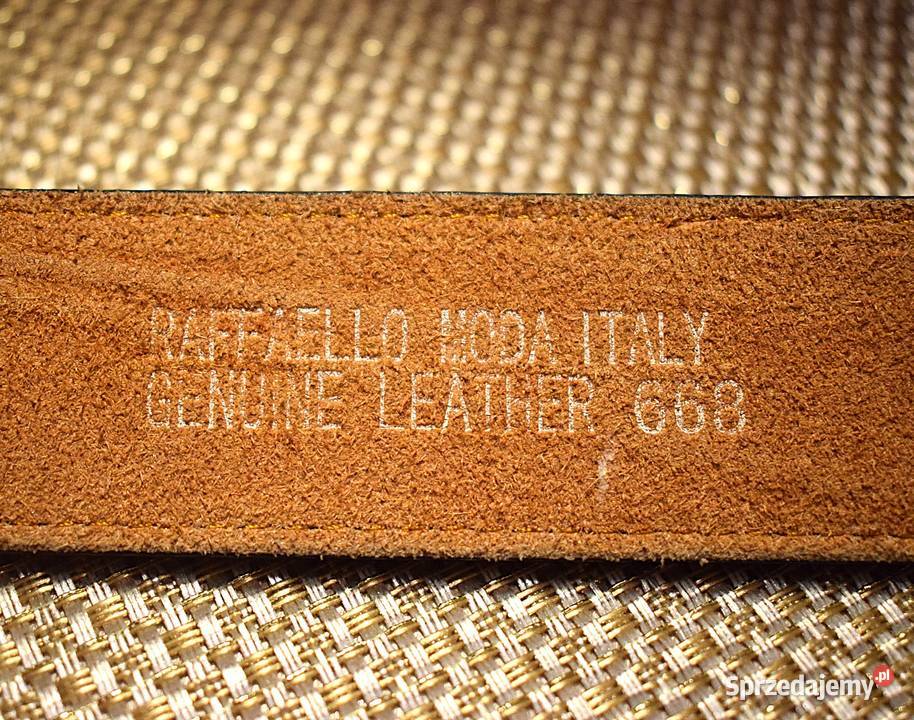 RAFFAELLO MODA ITALY
GENUINE LEATHER 668
Sprzedajemy.pl